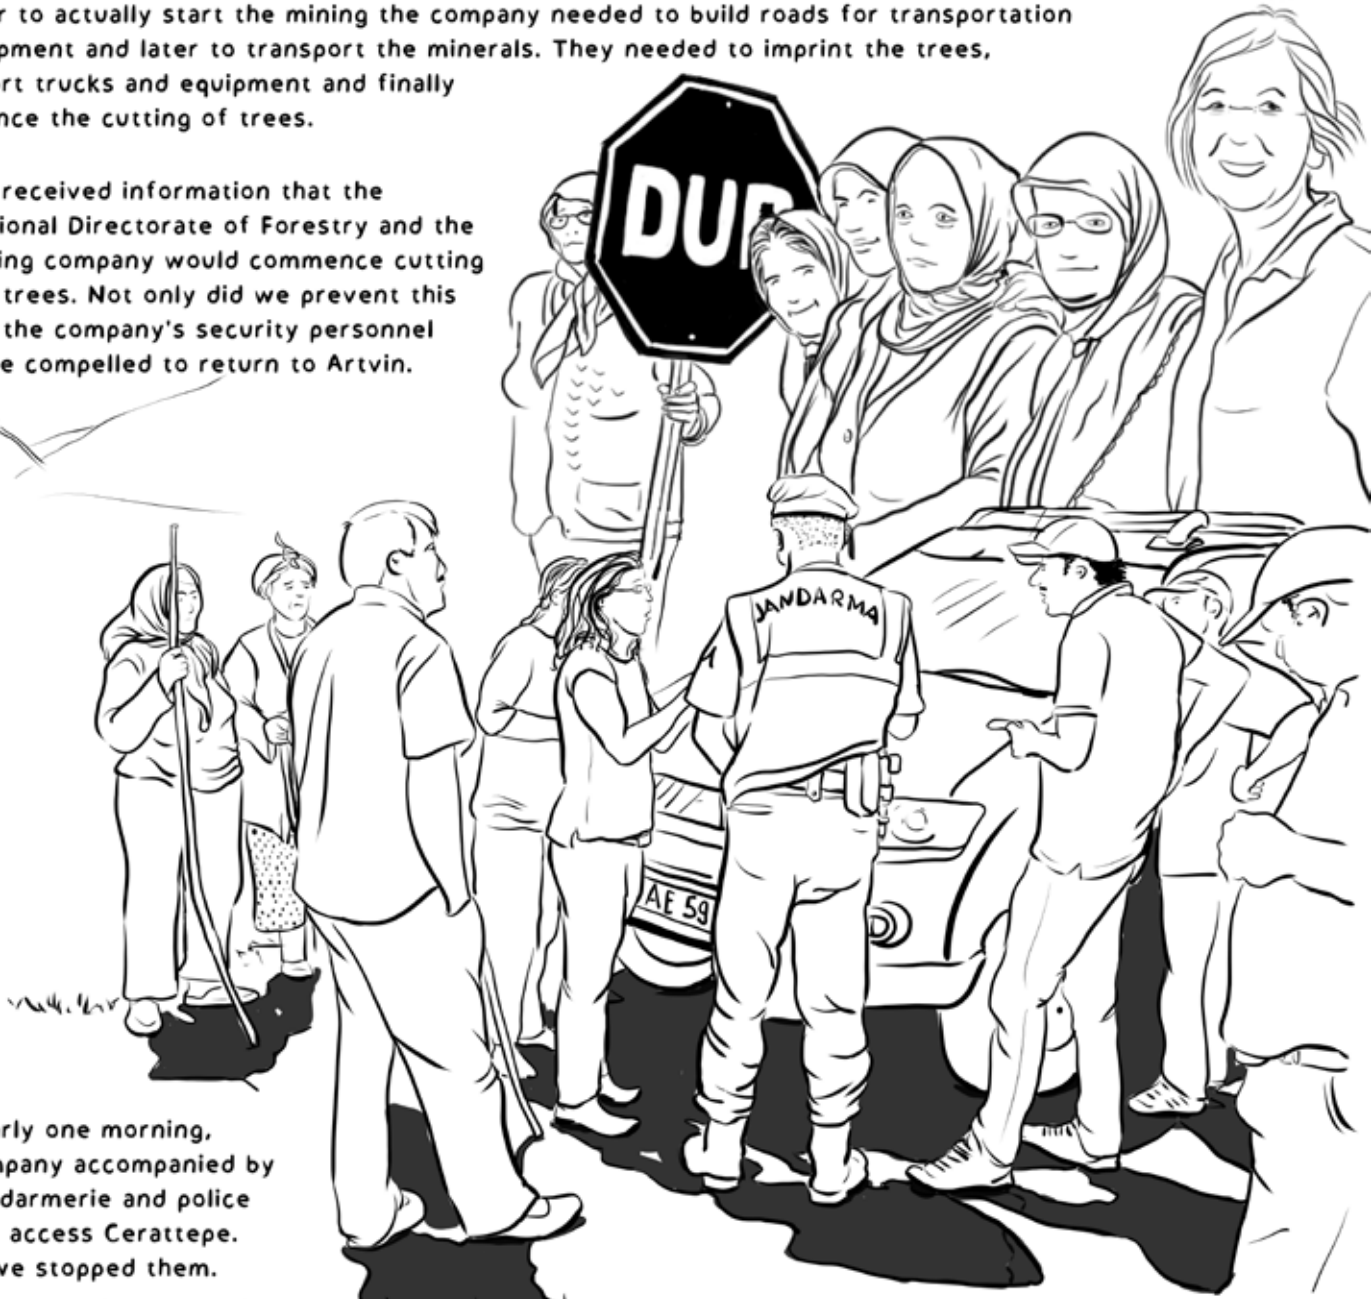 r to actually start the mining the company needed to build roads for transportation
pment and later to transport the minerals. They needed to imprint the trees,
rt trucks and equipment and finally
nce the cutting of trees.
received information that the
ional Directorate of Forestry and the
ing company would commence cutting
trees. Not only did we prevent this
the company's security personnel
e compelled to return to Artvin.
DUR
JANDARMA
AE 59
rly one morning,
mpany accompanied by
darmerie and police
access Cerattepe.
we stopped them.